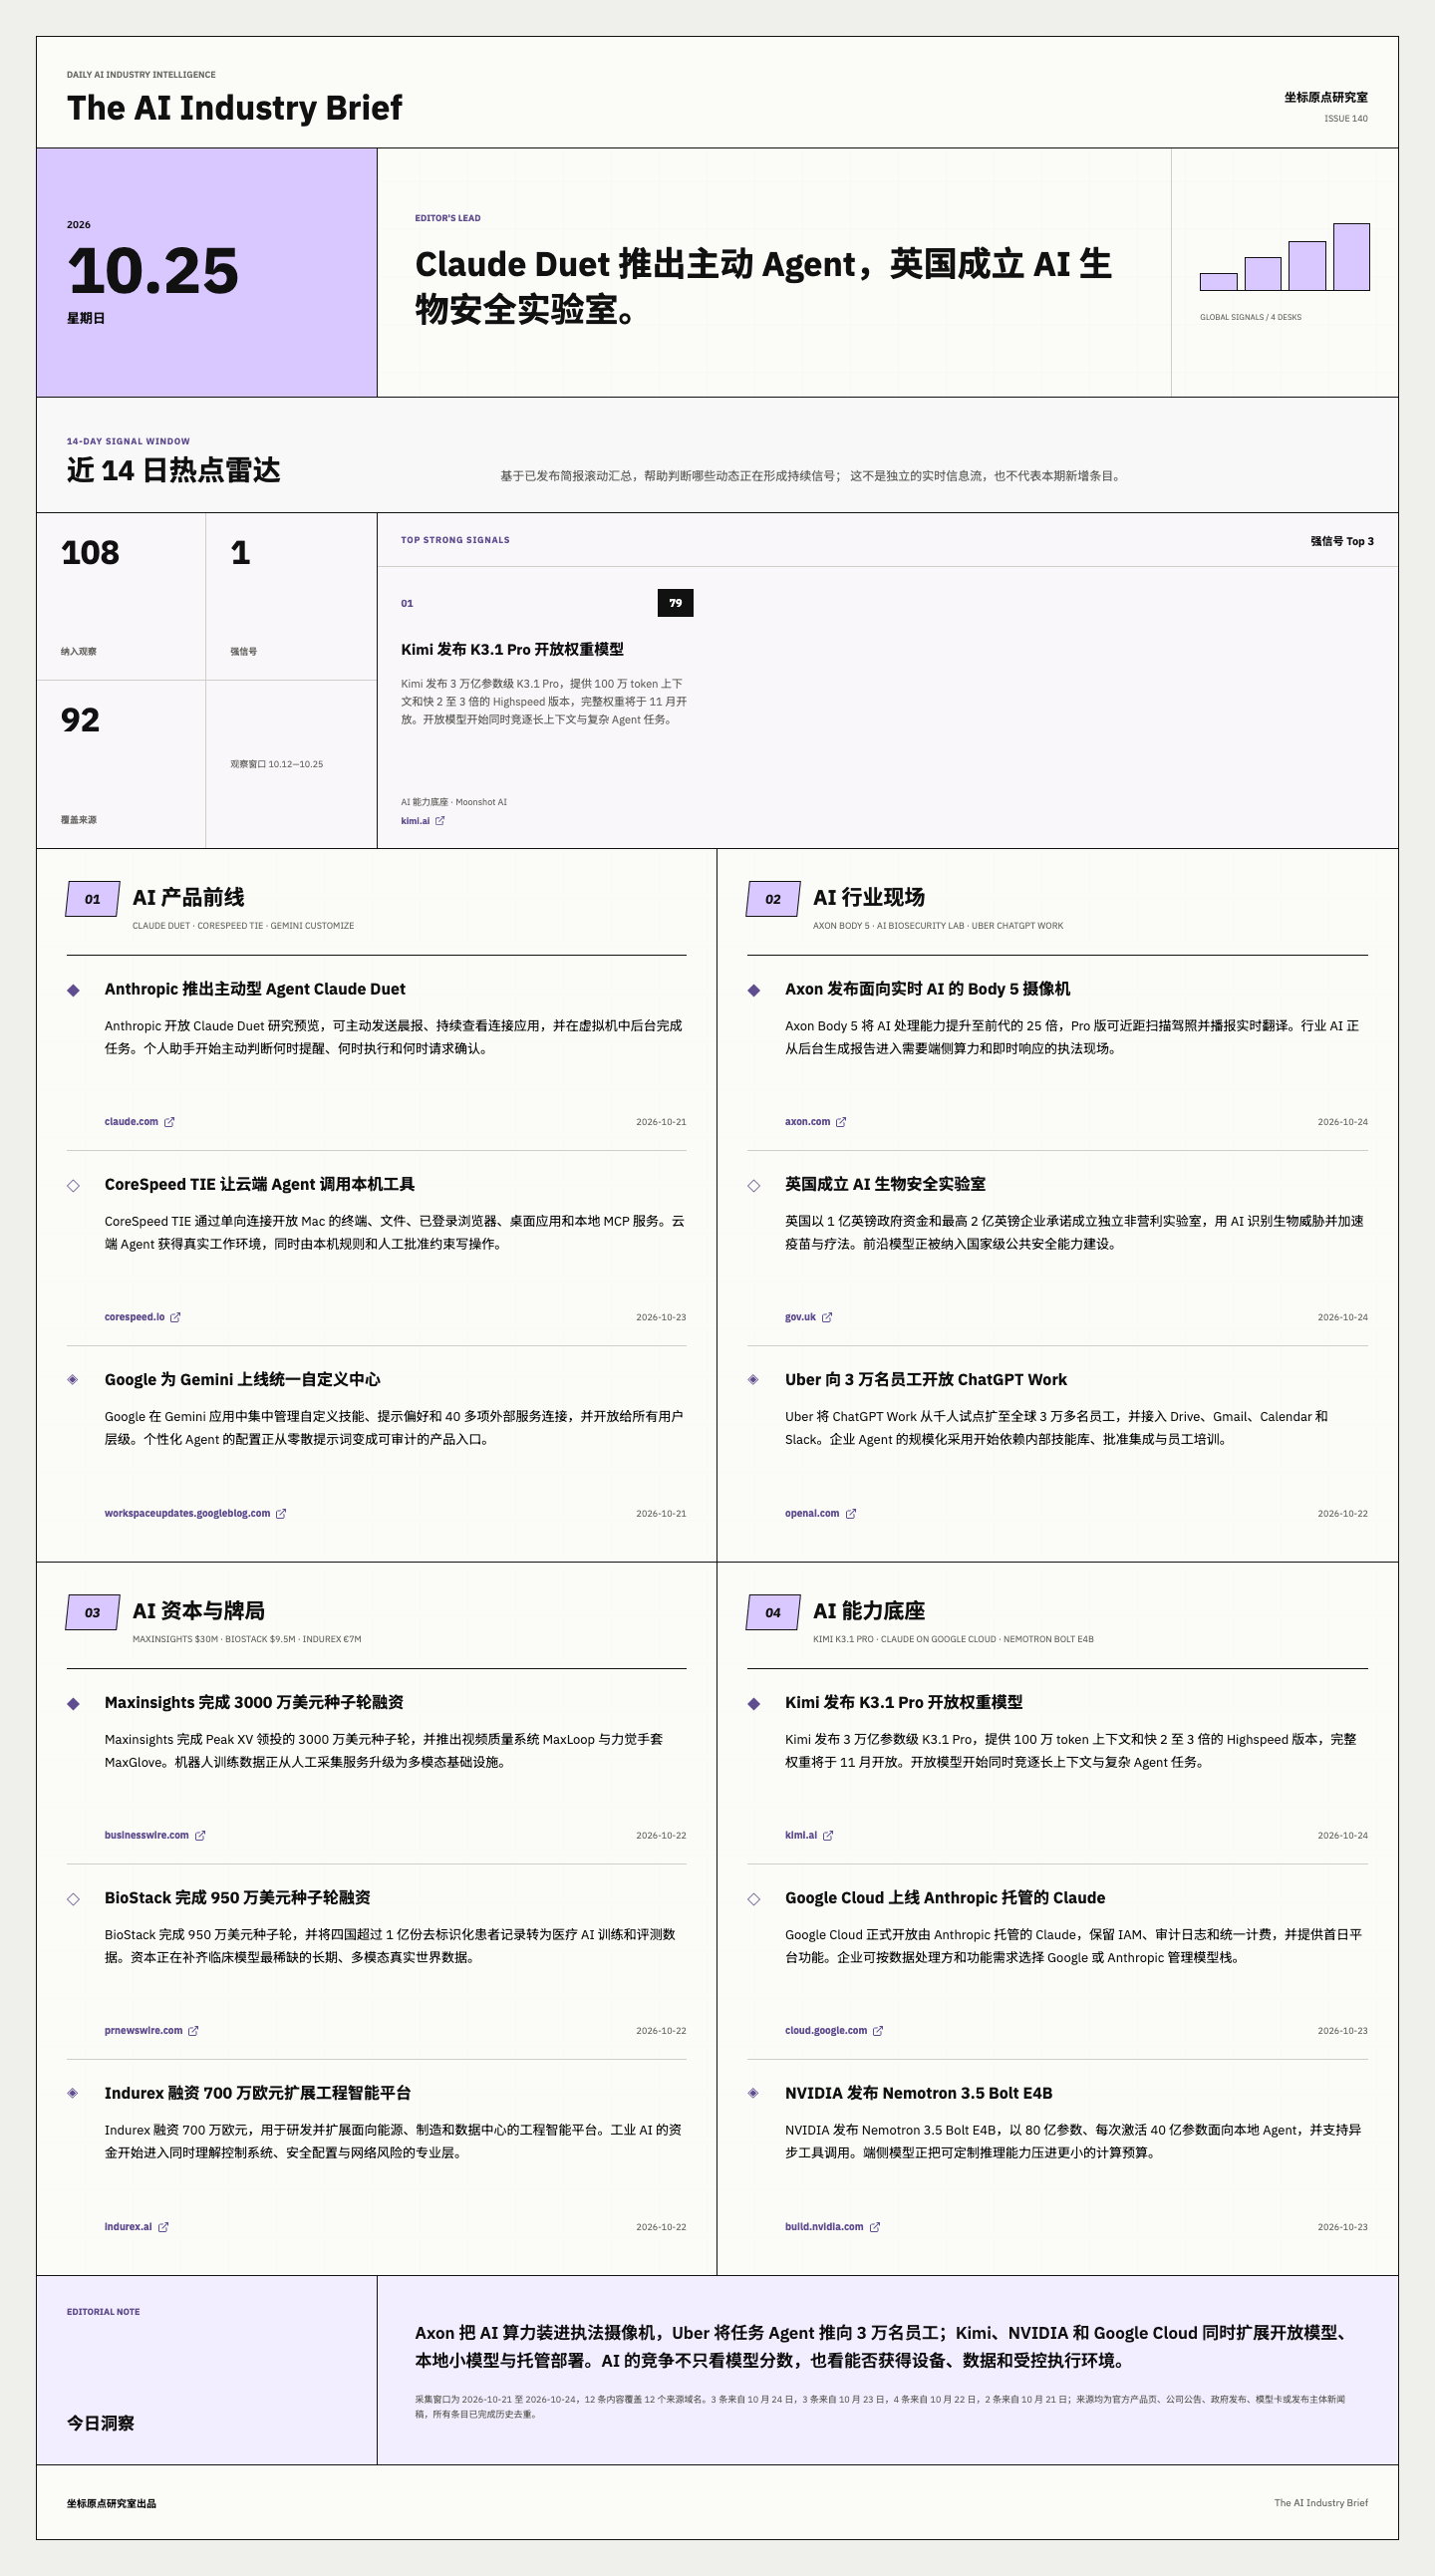 DAILY AI INDUSTRY INTELLIGENCE
The AI Industry Brief
坐标原点研究室
ISSUE 140
2026
10.25
星期日
EDITOR'S LEAD
Claude Duet 推出主动 Agent，英国成立 AI 生
物安全实验室。
GLOBAL SIGNALS / 4 DESKS
14-DAY SIGNAL WINDOW
近 14 日热点雷达
基于已发布简报滚动汇总，帮助判断哪些动态正在形成持续信号； 这不是独立的实时信息流，也不代表本期新增条目。
108
纳入观察
1
强信号
92
覆盖来源
观察窗口 10.12—10.25
TOP STRONG SIGNALS
强信号 Top 3
01
79
Kimi 发布 K3.1 Pro 开放权重模型
Kimi 发布 3 万亿参数级 K3.1 Pro，提供 100 万 token 上下
文和快 2 至 3 倍的 Highspeed 版本，完整权重将于 11 月开
放。开放模型开始同时竞逐长上下文与复杂 Agent 任务。
AI 能力底座 · Moonshot AI
kimi.ai
01
AI 产品前线
CLAUDE DUET · CORESPEED TIE · GEMINI CUSTOMIZE
Anthropic 推出主动型 Agent Claude Duet
Anthropic 开放 Claude Duet 研究预览，可主动发送晨报、持续查看连接应用，并在虚拟机中后台完成
任务。个人助手开始主动判断何时提醒、何时执行和何时请求确认。
claude.com
2026-10-21
CoreSpeed TIE 让云端 Agent 调用本机工具
CoreSpeed TIE 通过单向连接开放 Mac 的终端、文件、已登录浏览器、桌面应用和本地 MCP 服务。云
端 Agent 获得真实工作环境，同时由本机规则和人工批准约束写操作。
corespeed.io
2026-10-23
Google 为 Gemini 上线统一自定义中心
Google 在 Gemini 应用中集中管理自定义技能、提示偏好和 40 多项外部服务连接，并开放给所有用户
层级。个性化 Agent 的配置正从零散提示词变成可审计的产品入口。
workspaceupdates.googleblog.com
2026-10-21
02
AI 行业现场
AXON BODY 5 · AI BIOSECURITY LAB · UBER CHATGPT WORK
Axon 发布面向实时 AI 的 Body 5 摄像机
Axon Body 5 将 AI 处理能力提升至前代的 25 倍，Pro 版可近距扫描驾照并播报实时翻译。行业 AI 正
从后台生成报告进入需要端侧算力和即时响应的执法现场。
axon.com
2026-10-24
英国成立 AI 生物安全实验室
英国以 1 亿英镑政府资金和最高 2 亿英镑企业承诺成立独立非营利实验室，用 AI 识别生物威胁并加速
疫苗与疗法。前沿模型正被纳入国家级公共安全能力建设。
gov.uk
2026-10-24
Uber 向 3 万名员工开放 ChatGPT Work
Uber 将 ChatGPT Work 从千人试点扩至全球 3 万多名员工，并接入 Drive、Gmail、Calendar 和
Slack。企业 Agent 的规模化采用开始依赖内部技能库、批准集成与员工培训。
openai.com
2026-10-22
03
AI 资本与牌局
MAXINSIGHTS $30M · BIOSTACK $9.5M · INDUREX €7M
Maxinsights 完成 3000 万美元种子轮融资
Maxinsights 完成 Peak XV 领投的 3000 万美元种子轮，并推出视频质量系统 MaxLoop 与力觉手套
MaxGlove。机器人训练数据正从人工采集服务升级为多模态基础设施。
businesswire.com
2026-10-22
BioStack 完成 950 万美元种子轮融资
BioStack 完成 950 万美元种子轮，并将四国超过 1 亿份去标识化患者记录转为医疗 AI 训练和评测数
据。资本正在补齐临床模型最稀缺的长期、多模态真实世界数据。
prnewswire.com
2026-10-22
Indurex 融资 700 万欧元扩展工程智能平台
Indurex 融资 700 万欧元，用于研发并扩展面向能源、制造和数据中心的工程智能平台。工业 AI 的资
金开始进入同时理解控制系统、安全配置与网络风险的专业层。
indurex.ai
2026-10-22
04
AI 能力底座
KIMI K3.1 PRO · CLAUDE ON GOOGLE CLOUD · NEMOTRON BOLT E4B
Kimi 发布 K3.1 Pro 开放权重模型
Kimi 发布 3 万亿参数级 K3.1 Pro，提供 100 万 token 上下文和快 2 至 3 倍的 Highspeed 版本，完整
权重将于 11 月开放。开放模型开始同时竞逐长上下文与复杂 Agent 任务。
kimi.ai
2026-10-24
Google Cloud 上线 Anthropic 托管的 Claude
Google Cloud 正式开放由 Anthropic 托管的 Claude，保留 IAM、审计日志和统一计费，并提供首日平
台功能。企业可按数据处理方和功能需求选择 Google 或 Anthropic 管理模型栈。
cloud.google.com
2026-10-23
NVIDIA 发布 Nemotron 3.5 Bolt E4B
NVIDIA 发布 Nemotron 3.5 Bolt E4B，以 80 亿参数、每次激活 40 亿参数面向本地 Agent，并支持异
步工具调用。端侧模型正把可定制推理能力压进更小的计算预算。
build.nvidia.com
2026-10-23
EDITORIAL NOTE
今日洞察
Axon 把 AI 算力装进执法摄像机，Uber 将任务 Agent 推向 3 万名员工；Kimi、NVIDIA 和 Google Cloud 同时扩展开放模型、
本地小模型与托管部署。AI 的竞争不只看模型分数，也看能否获得设备、数据和受控执行环境。
采集窗口为 2026-10-21 至 2026-10-24，12 条内容覆盖 12 个来源域名。3 条来自 10 月 24 日，3 条来自 10 月 23 日，4 条来自 10 月 22 日，2 条来自 10 月 21 日；来源均为官方产品页、公司公告、政府发布、模型卡或发布主体新闻
稿，所有条目已完成历史去重。
坐标原点研究室出品
The AI Industry Brief